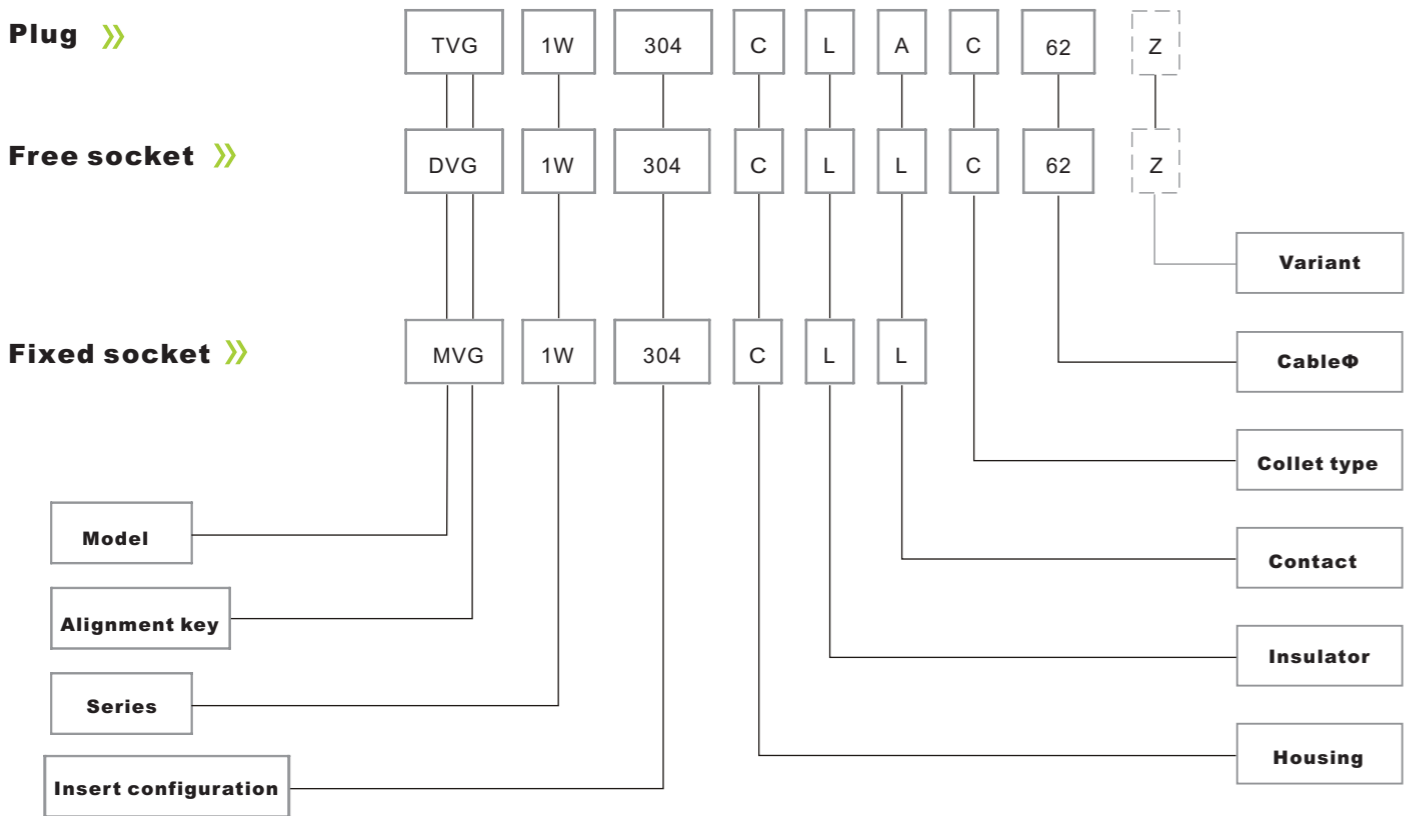 Plug » TVG 1W 304 C L A C 62 Z
Free socket » DVG 1W 304 C L L C 62 Z
Variant
Fixed socket » MVG 1W 304 C L L
CableΦ
Collet type
Model
Contact
Alignment key
Insulator
Series
Housing
Insert configuration